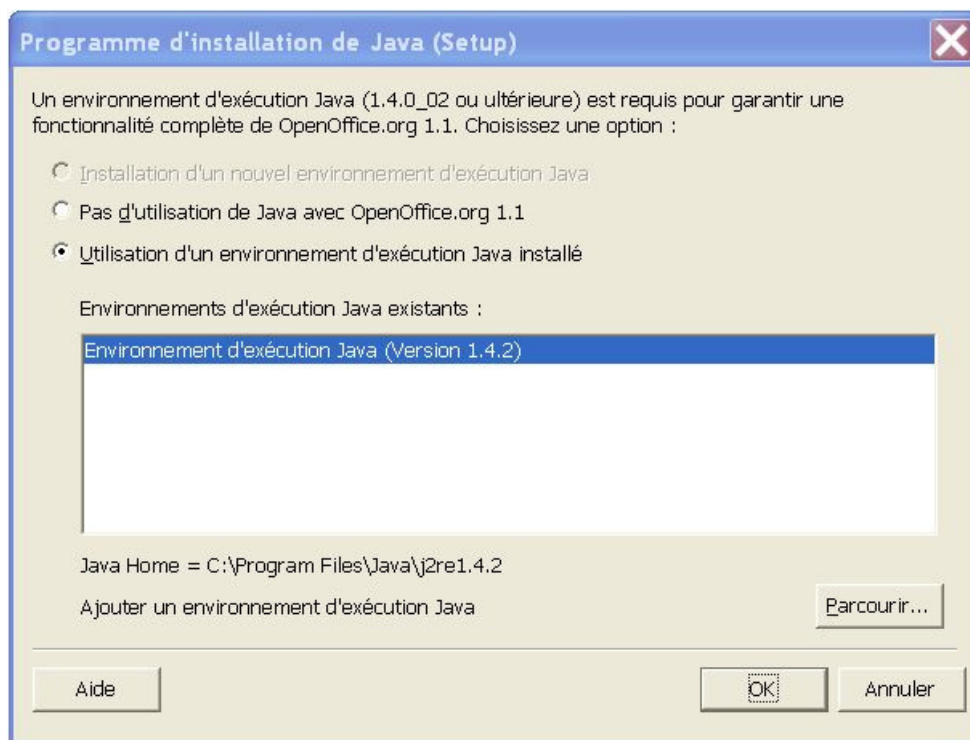 Programme d'installation de Java (Setup)
Un environnement d'exécution Java (1.4.0_02 ou ultérieure) est requis pour garantir une
fonctionnalité complète de OpenOffice.org 1.1. Choisissez une option :
Installation d'un nouvel environnement d'exécution Java
Pas d'utilisation de Java avec OpenOffice.org 1.1
Utilisation d'un environnement d'exécution Java installé
Environnements d'exécution Java existants :
Environnement d'exécution Java (Version 1.4.2)
Java Home = C:\Program Files\Java\j2re1.4.2
Ajouter un environnement d'exécution Java
Parcourir...
Aide
OK
Annuler